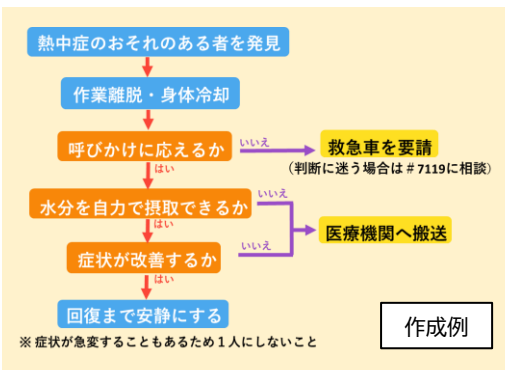 熱中症のおそれのある者を発見
作業離脱・身体冷却
呼びかけに応えるか
いいえ
救急車を要請
（判断に迷う場合は＃7119に相談）
はい
水分を自力で摂取できるか
いいえ
はい
医療機関へ搬送
症状が改善するか
いいえ
はい
回復まで安静にする
作成例
※ 症状が急変することもあるため１人にしないこと